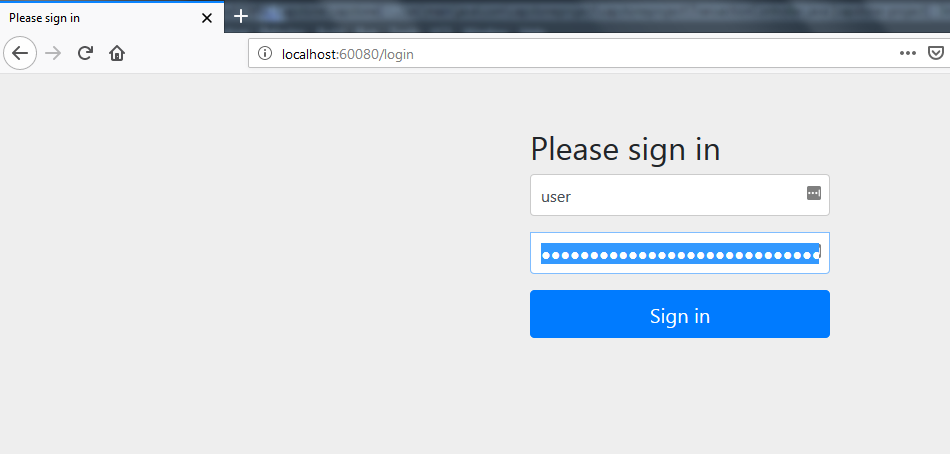 Please sign in
localhost:60080/login
Please sign in
user
Sign in